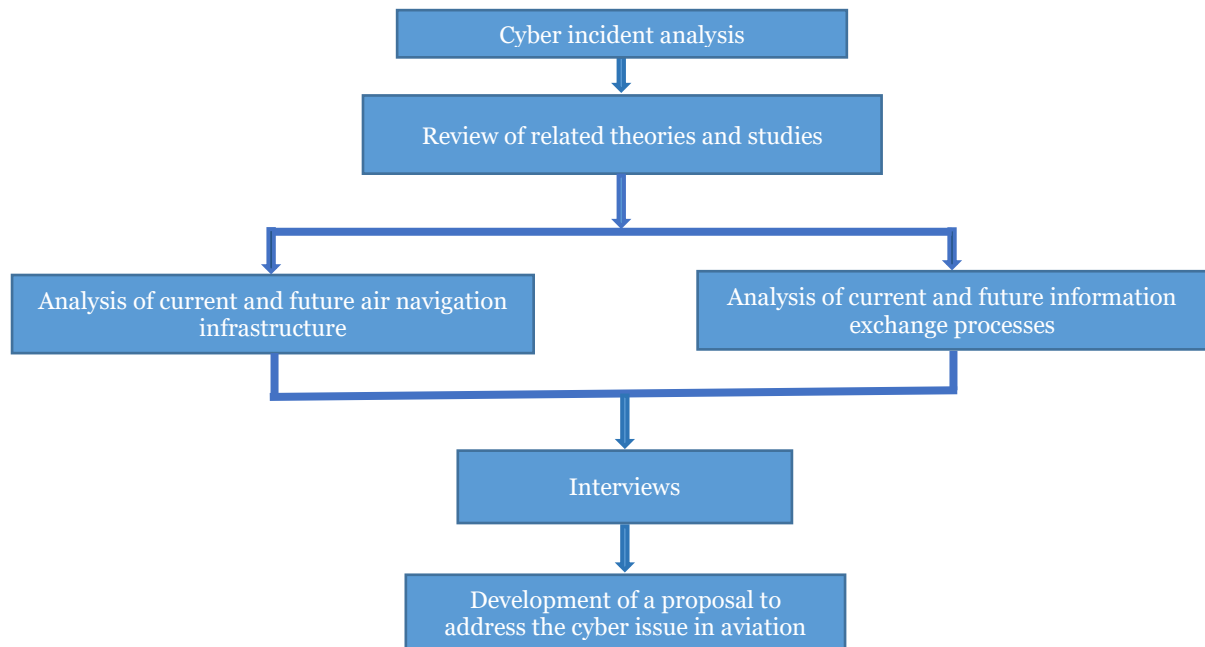 Cyber incident analysis
Review of related theories and studies
Analysis of current and future air navigation
infrastructure
Analysis of current and future information
exchange processes
Interviews
Development of a proposal to
address the cyber issue in aviation